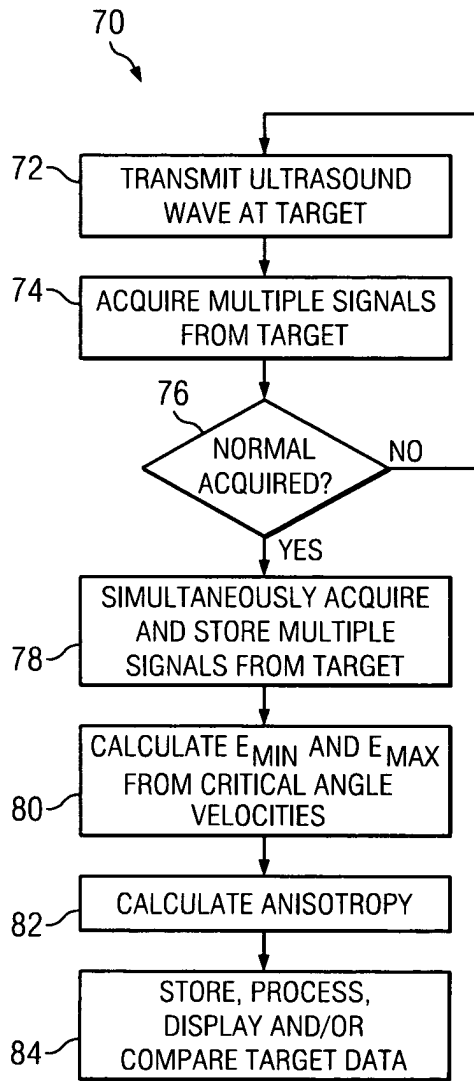 70
72
TRANSMIT ULTRASOUND
WAVE AT TARGET
74
ACQUIRE MULTIPLE SIGNALS
FROM TARGET
76
NORMAL
ACQUIRED?
NO
YES
78
SIMULTANEOUSLY ACQUIRE
AND STORE MULTIPLE
SIGNALS FROM TARGET
80
CALCULATE EMIN AND EMAX
FROM CRITICAL ANGLE
VELOCITIES
82
CALCULATE ANISOTROPY
84
STORE, PROCESS,
DISPLAY AND/OR
COMPARE TARGET DATA